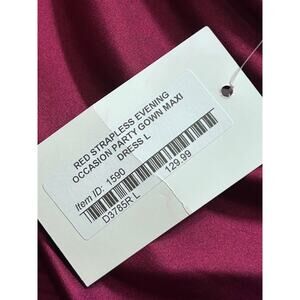 RED STRAPLESS EVENING
OCCASION PARTY GOWN MAXI
DRESS L
Item ID: 1590
D3785R L 129.99